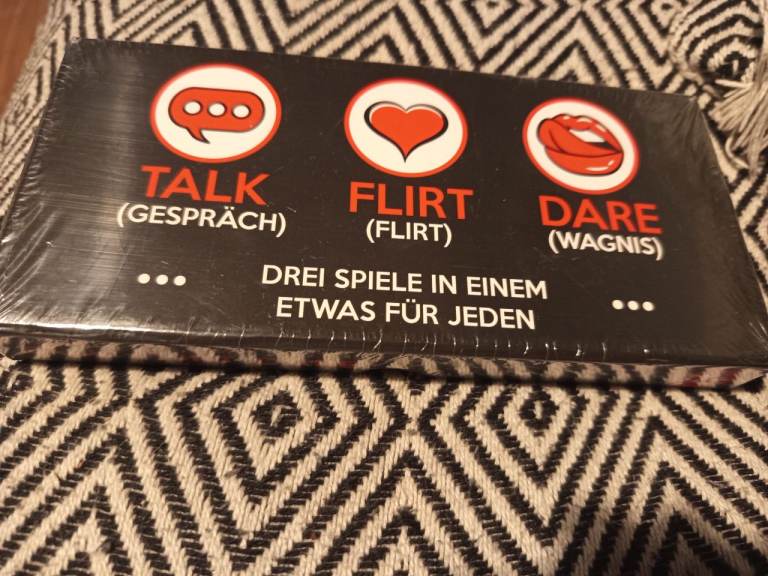 TALK
(GESPRÄCH)
FLIRT
(FLIRT)
DARE
(WAGNIS)
... DREI SPIELE IN EINEM ...
ETWAS FÜR JEDEN